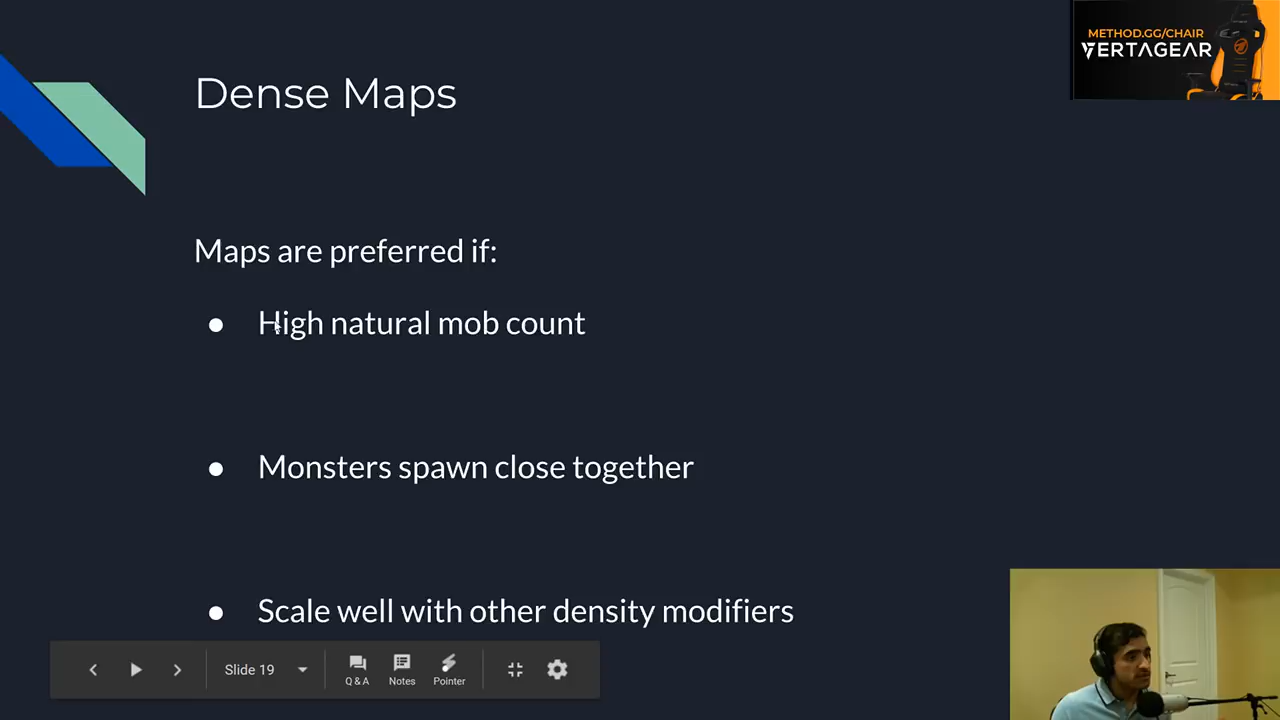 METHOD.GG/CHAIR
VERTAGEAR
Dense Maps
Maps are preferred if:
● High natural mob count
● Monsters spawn close together
● Scale well with other density modifiers
Slide 19
Q & A
Notes
Pointer